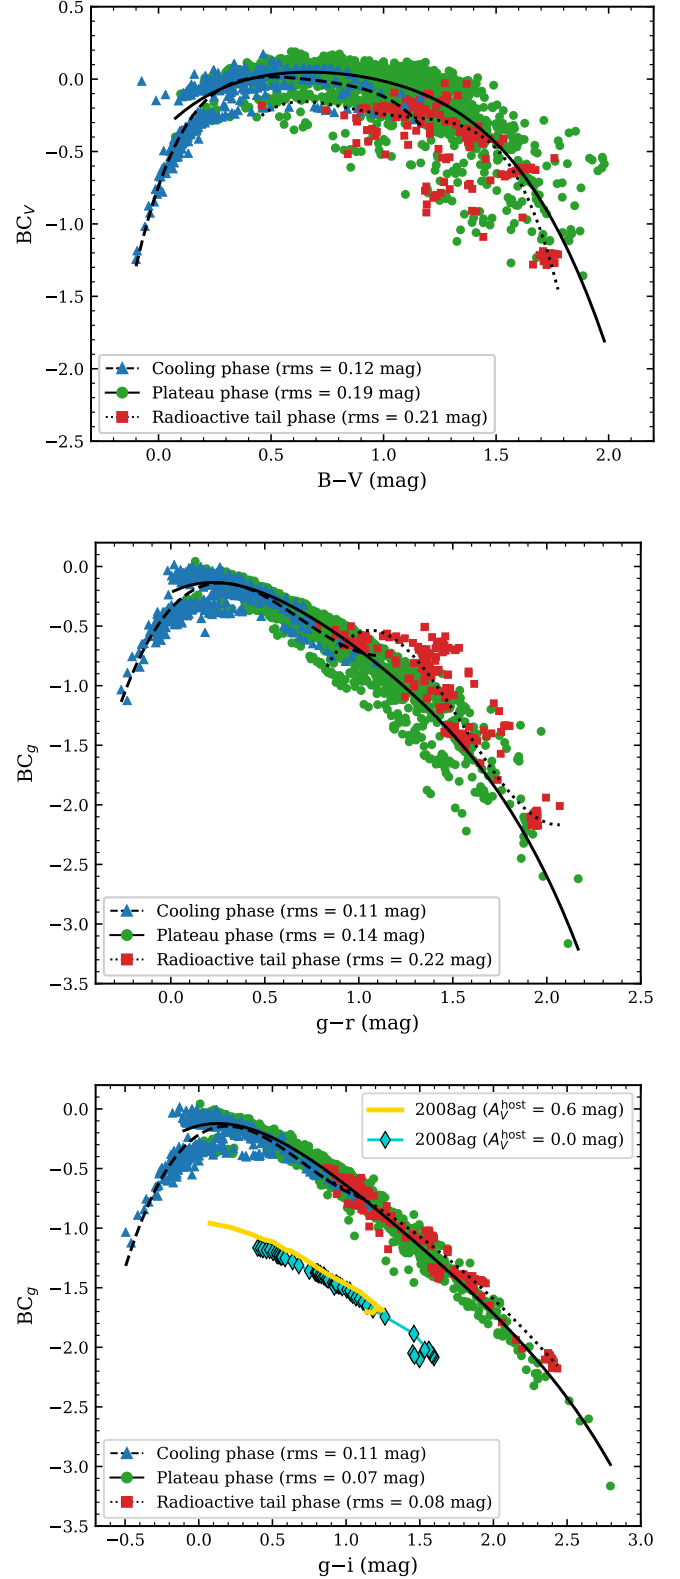 0.5
0.0
−0.5
−1.0
−1.5
−2.0
−2.5
BC_V
Cooling phase (rms = 0.12 mag)
Plateau phase (rms = 0.19 mag)
Radioactive tail phase (rms = 0.21 mag)
0.0 0.5 1.0 1.5 2.0
B−V (mag)
0.0
−0.5
−1.0
−1.5
−2.0
−2.5
−3.0
−3.5
BC_g
Cooling phase (rms = 0.11 mag)
Plateau phase (rms = 0.14 mag)
Radioactive tail phase (rms = 0.22 mag)
0.0 0.5 1.0 1.5 2.0 2.5
g−r (mag)
2008ag (A_V^host = 0.6 mag)
2008ag (A_V^host = 0.0 mag)
0.0
−0.5
−1.0
−1.5
−2.0
−2.5
−3.0
−3.5
BC_g
Cooling phase (rms = 0.11 mag)
Plateau phase (rms = 0.07 mag)
Radioactive tail phase (rms = 0.08 mag)
−0.5 0.0 0.5 1.0 1.5 2.0 2.5 3.0
g−i (mag)